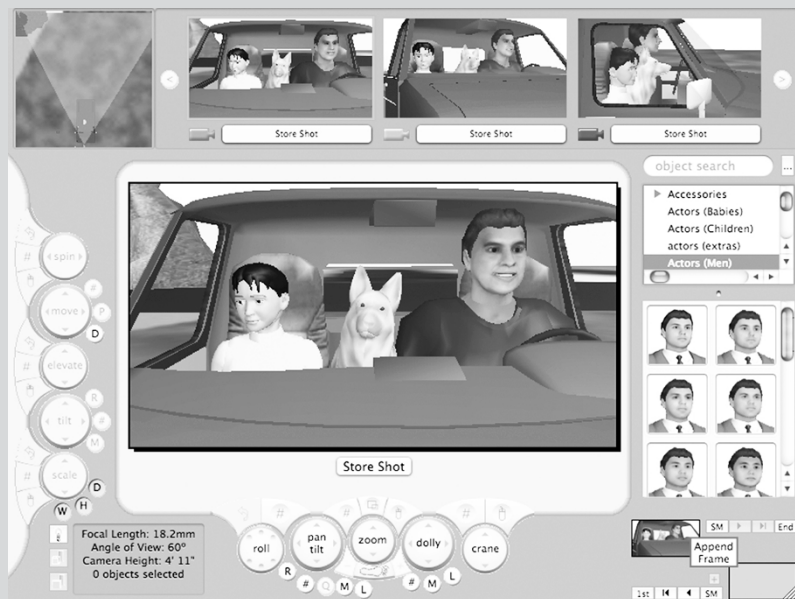 <
>
Store Shot
Store Shot
Store Shot
object search
...
Accessories
Actors (Babies)
Actors (Children)
actors (extras)
Actors (Men)
spin
#
#
move
P
D
elevate
R
tilt
#
#
M
scale
#
D
W
H
Store Shot
Focal Length: 18.2mm
Angle of View: 60°
Camera Height: 4' 11"
0 objects selected
#
#
#
#
roll
pan
tilt
zoom
dolly
crane
R
#
Q
M
L
#
M
L
SM
End
Append
Frame
1st
SM